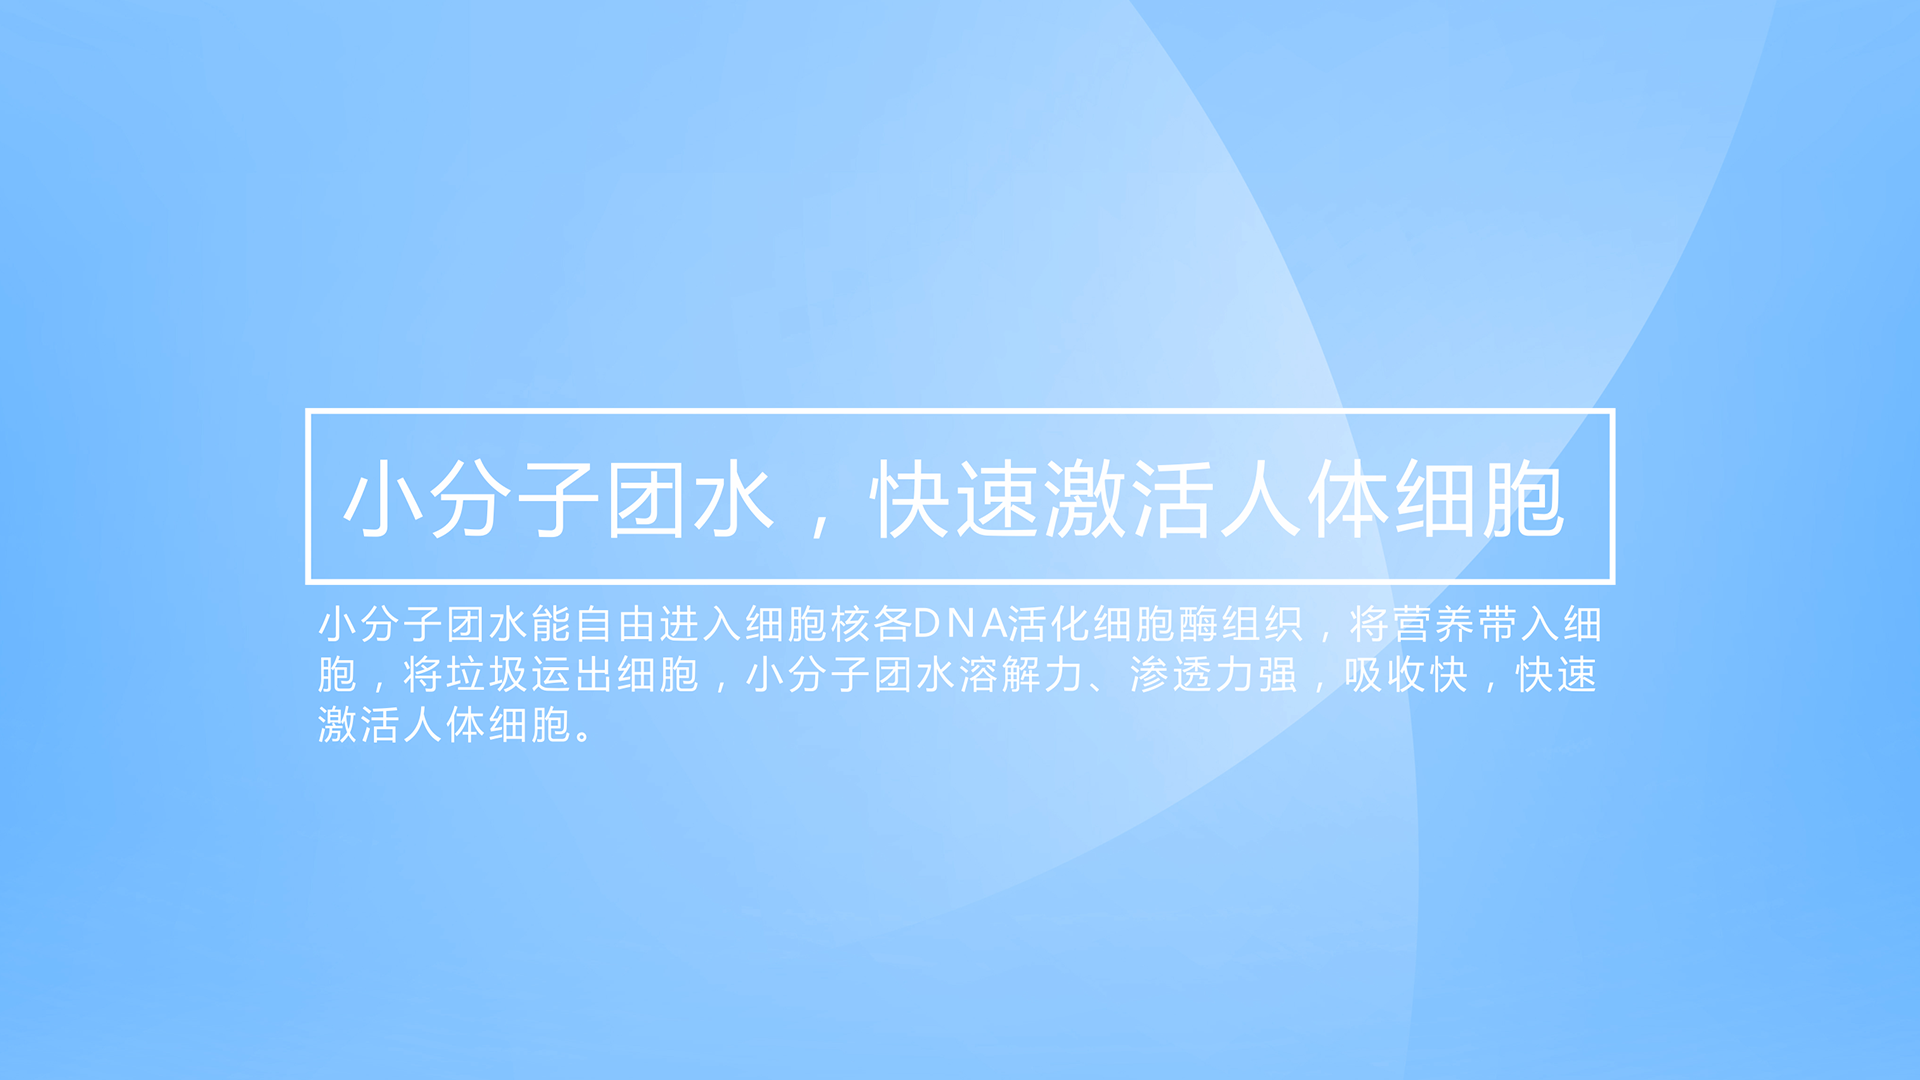 小分子团水，快速激活人体细胞
小分子团水能自由进入细胞核各DNA活化细胞酶组织，将营养带入细
胞，将垃圾运出细胞，小分子团水溶解力、渗透力强，吸收快，快速
激活人体细胞。